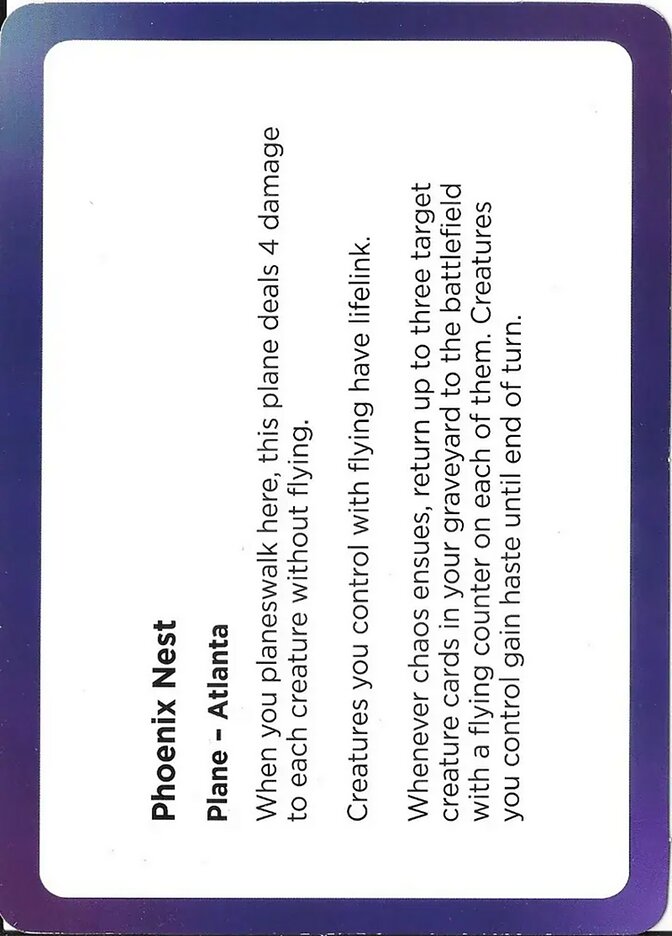 Phoenix Nest
Plane – Atlanta
When you planeswalk here, this plane deals 4 damage
to each creature without flying.
Creatures you control with flying have lifelink.
Whenever chaos ensues, return up to three target
creature cards in your graveyard to the battlefield
with a flying counter on each of them. Creatures
you control gain haste until end of turn.